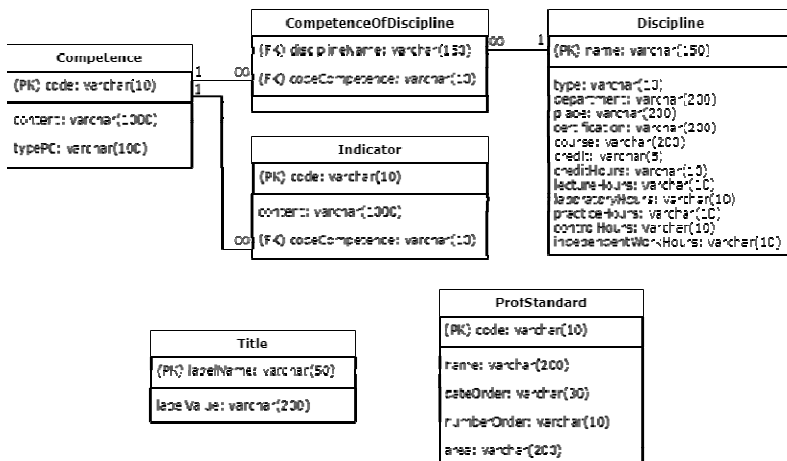 Competence
{PK} code: varchar(10)
content: varchar(1000)
typePC: varchar(100)
1
1
∞
∞
CompetenceOfDiscipline
{FK} disciplineName: varchar(150)
{FK} codeCompetence: varchar(10)
∞
1
Indicator
{PK} code: varchar(10)
content: varchar(1000)
{FK} codeCompetence: varchar(10)
Discipline
{PK} name: varchar(150)
type: varchar(10)
department: varchar(200)
place: varchar(200)
certification: varchar(200)
course: varchar(200)
credit: varchar(5)
creditHours: varchar(10)
lectureHours: varchar(10)
laboratoryHours: varchar(10)
practiceHours: varchar(10)
controlHours: varchar(10)
independentWorkHours: varchar(10)
Title
{PK} labelName: varchar(50)
labelValue: varchar(200)
ProfStandard
{PK} code: varchar(10)
name: varchar(200)
dateOrder: varchar(30)
numberOrder: varchar(10)
area: varchar(200)